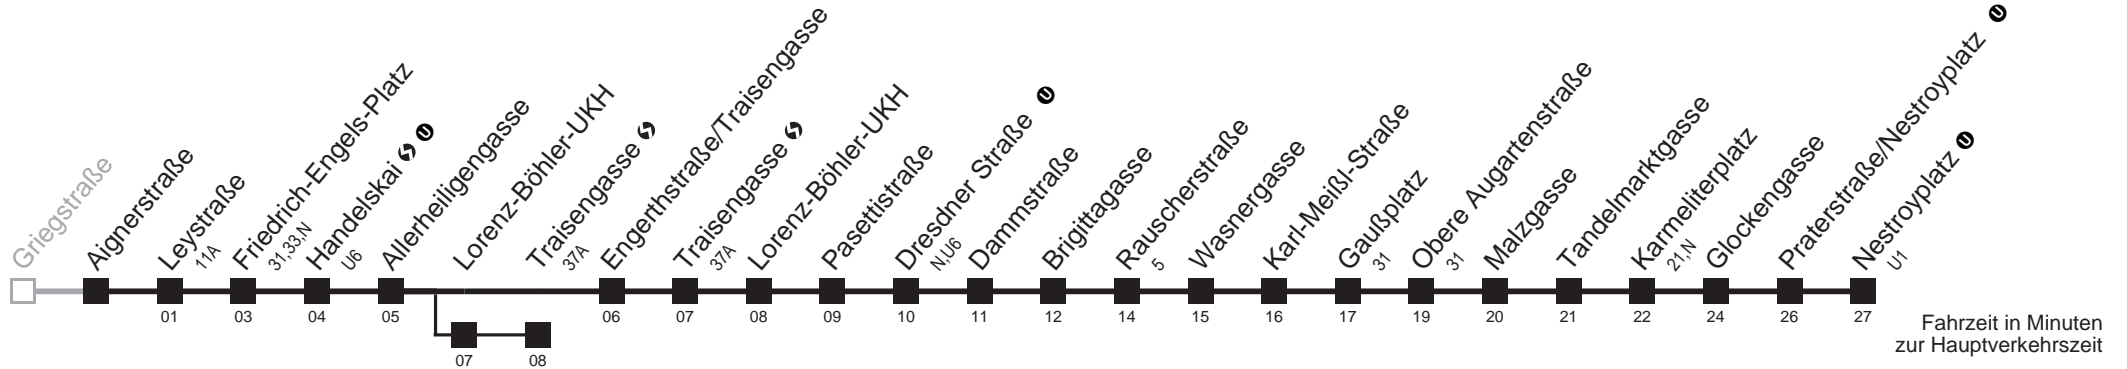 Griegstraße
Aignerstraße
Leystraße
11A
Friedrich-Engels-Platz
31,33,N
Handelskai U
U6
Allerheiligengasse
Lorenz-Böhler-UKH
Traisengasse
37A
Engerthstraße/Traisengasse
Traisengasse
37A
Lorenz-Böhler-UKH
Pasettistraße
Dresdner Straße U
N,U6
Dammstraße
Brigittagasse
Rauscherstraße
5
Wasnergasse
Karl-Meißl-Straße
Gaußplatz
31
Obere Augartenstraße
31
Malzgasse
Tandelmarktgasse
Karmeliterplatz
21,N
Glockengasse
Praterstraße/Nestroyplatz U
Nestroyplatz U
U1
01 03 04 05 06 07 08 09 10 11 12 14 15 16 17 19 20 21 22 24 26 27
07 08
Fahrzeit in Minuten
zur Hauptverkehrszeit